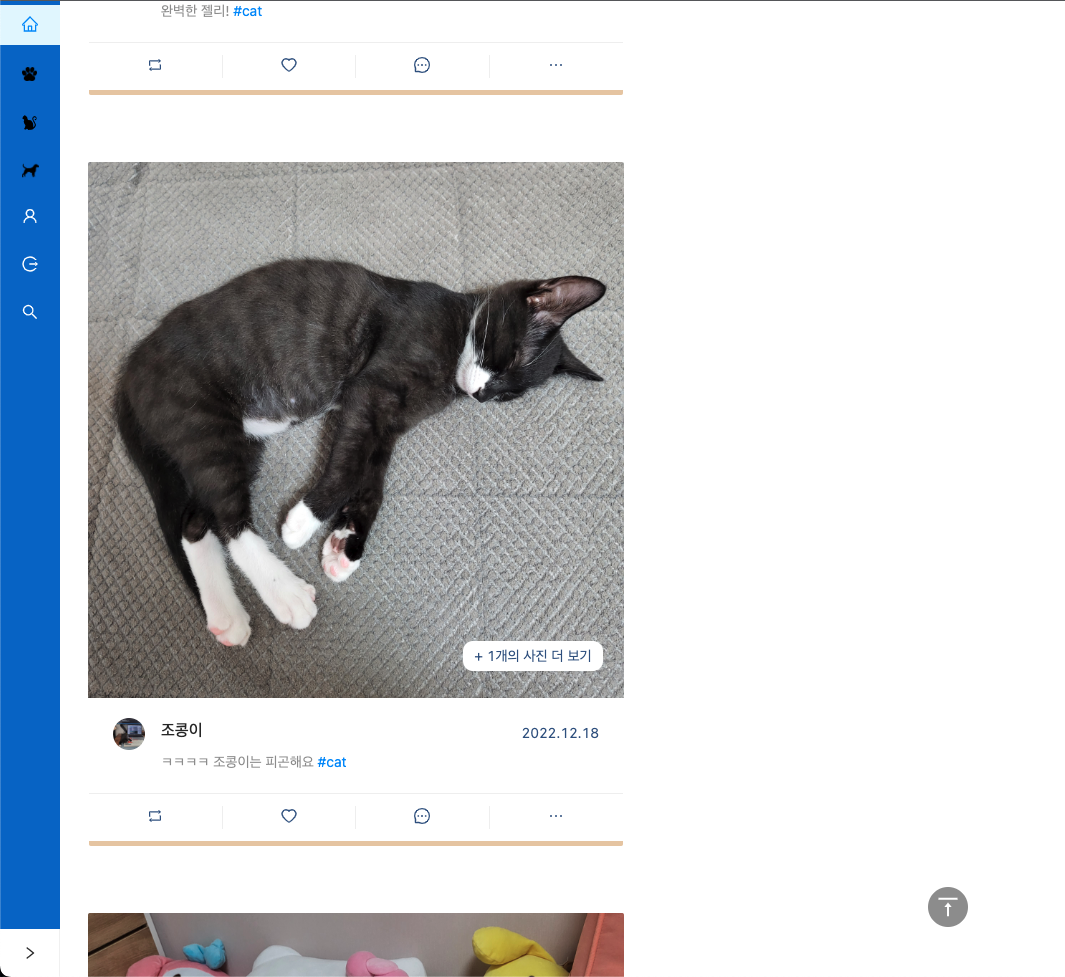 완벽한 젤리! #cat
+ 1개의 사진 더 보기
조콩이
2022.12.18
ㅋㅋㅋㅋ 조콩이는 피곤해요 #cat